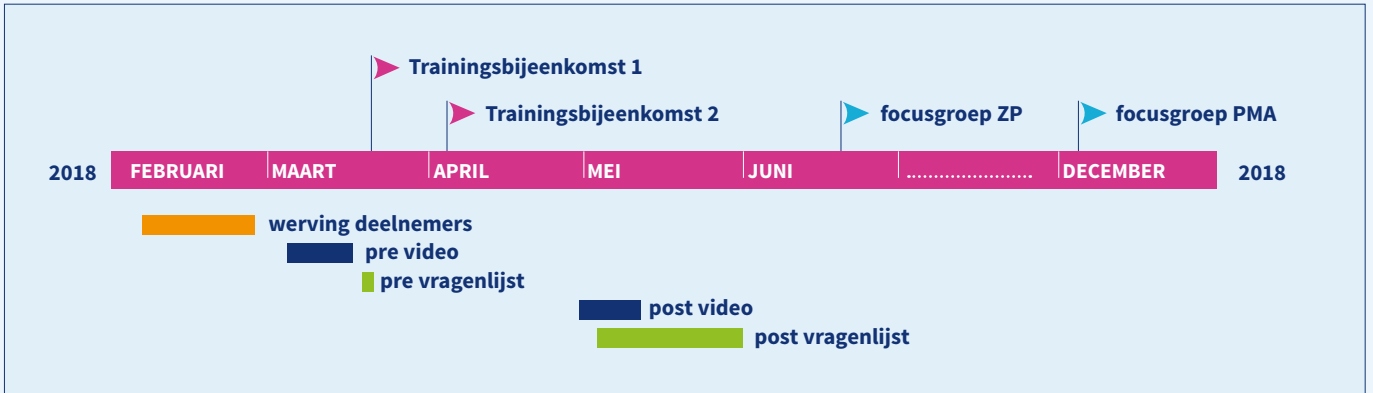 Trainingsbijeenkomst 1
Trainingsbijeenkomst 2
focusgroep ZP
focusgroep PMA
2018 FEBRUARI MAART APRIL MEI JUNI ....................... DECEMBER 2018
werving deelnemers
pre video
pre vragenlijst
post video
post vragenlijst